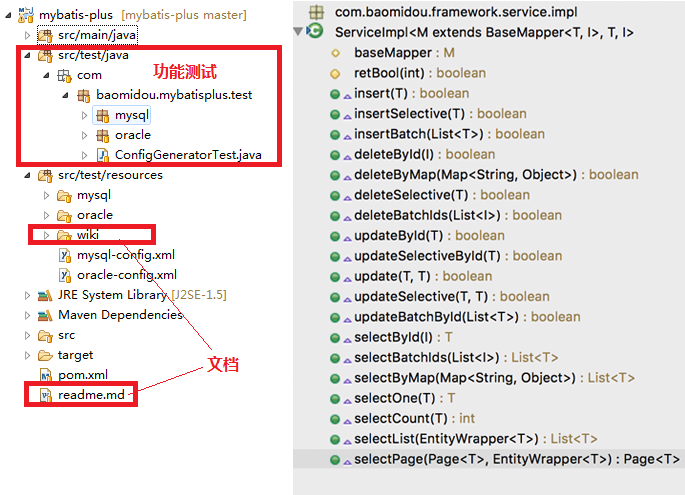 mybatis-plus [mybatis-plus master]
src/main/java
src/test/java
com
功能测试
baomidou.mybatisplus.test
mysql
oracle
ConfigGeneratorTest.java
src/test/resources
mysql
oracle
wiki
mysql-config.xml
oracle-config.xml
JRE System Library [J2SE-1.5]
Maven Dependencies
src
target
文档
pom.xml
readme.md
com.baomidou.framework.service.impl
ServiceImpl<M extends BaseMapper<T, I>, T, I>
baseMapper : M
retBool(int) : boolean
insert(T) : boolean
insertSelective(T) : boolean
insertBatch(List<T>) : boolean
deleteById(I) : boolean
deleteByMap(Map<String, Object>) : boolean
deleteSelective(T) : boolean
deleteBatchIds(List<I>) : boolean
updateById(T) : boolean
updateSelectiveById(T) : boolean
update(T, T) : boolean
updateSelective(T, T) : boolean
updateBatchById(List<T>) : boolean
selectById(I) : T
selectBatchIds(List<I>) : List<T>
selectByMap(Map<String, Object>) : List<T>
selectOne(T) : T
selectCount(T) : int
selectList(EntityWrapper<T>) : List<T>
selectPage(Page<T>, EntityWrapper<T>) : Page<T>